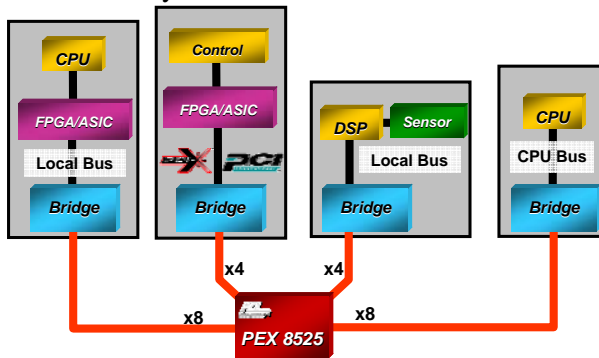 CPU
FPGA/ASIC
Local Bus
Bridge
Control
FPGA/ASIC
PCI
Bridge
DSP
Sensor
Local Bus
Bridge
CPU
CPU Bus
Bridge
x4
x4
x8
x8
PEX 8525